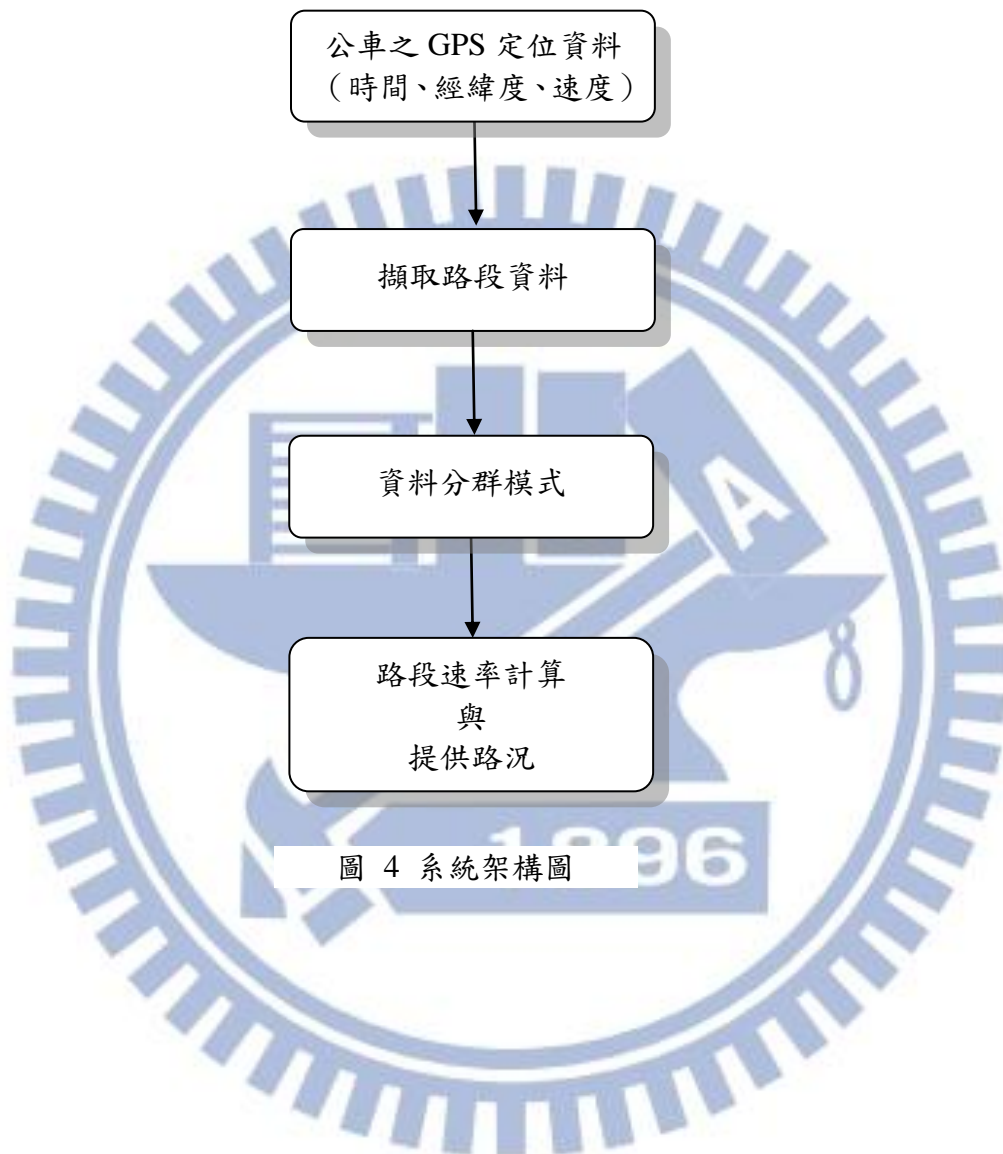 公車之 GPS 定位資料
（時間、經緯度、速度）
擷取路段資料
資料分群模式
路段速率計算
與
提供路況
圖 4 系統架構圖
A
1896